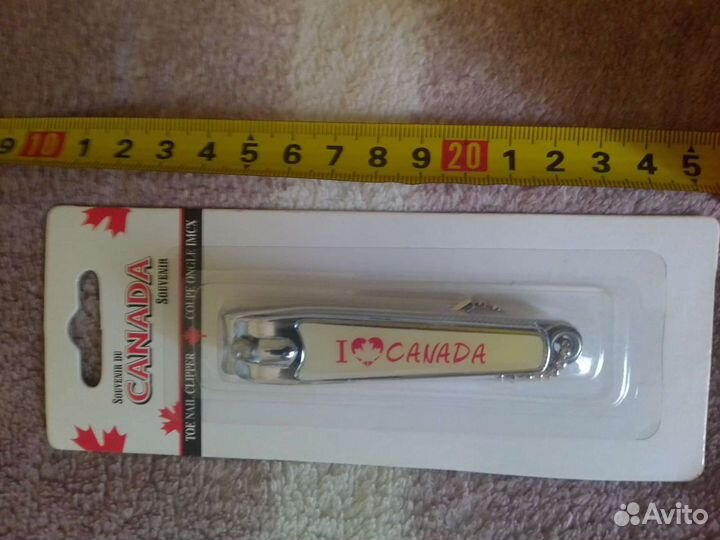 9 10 1 2 3 4 5 6 7 8 9 20 1 2 3 4 5
SOUVENIR DU
CANADA
SOUVENIR
TOE NAIL CLIPPER COUPE ONGLE IMCX
I CANADA
Avito